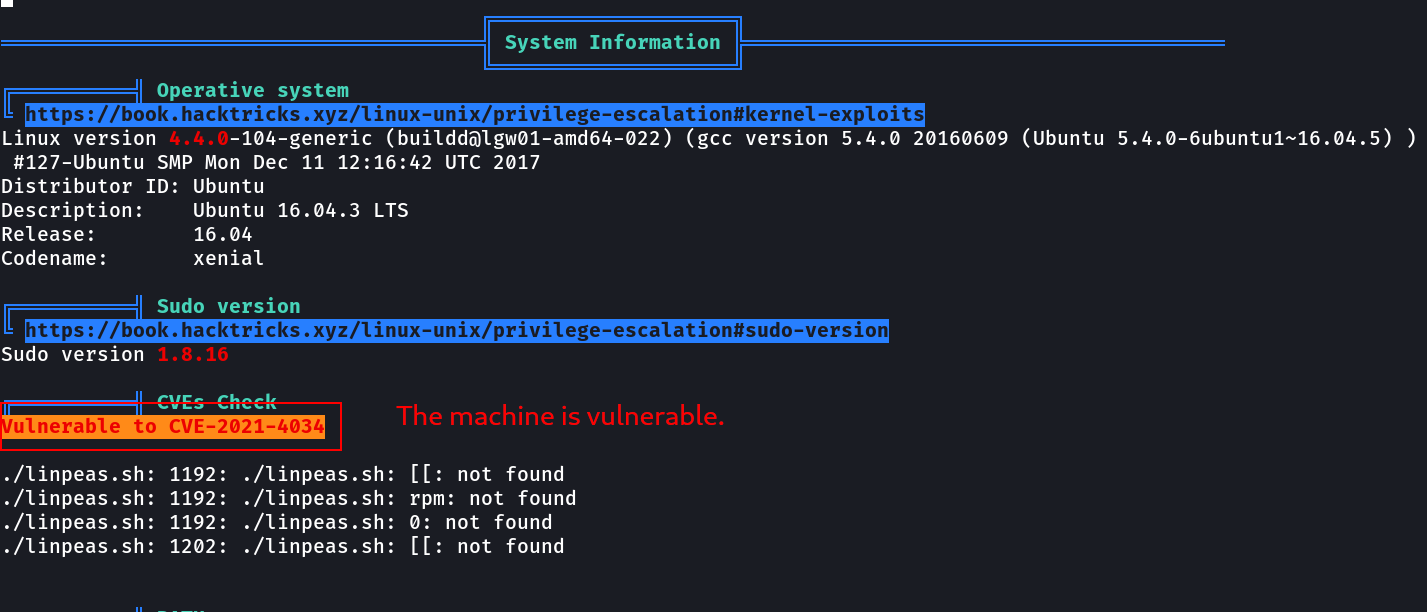 System Information
Operative system
https://book.hacktricks.xyz/linux-unix/privilege-escalation#kernel-exploits
Linux version 4.4.0-104-generic (buildd@lgw01-amd64-022) (gcc version 5.4.0 20160609 (Ubuntu 5.4.0-6ubuntu1~16.04.5) )
#127-Ubuntu SMP Mon Dec 11 12:16:42 UTC 2017
Distributor ID: Ubuntu
Description:    Ubuntu 16.04.3 LTS
Release:        16.04
Codename:       xenial
Sudo version
https://book.hacktricks.xyz/linux-unix/privilege-escalation#sudo-version
Sudo version 1.8.16
CVEs Check
Vulnerable to CVE-2021-4034
The machine is vulnerable.
./linpeas.sh: 1192: ./linpeas.sh: [[: not found
./linpeas.sh: 1192: ./linpeas.sh: rpm: not found
./linpeas.sh: 1192: ./linpeas.sh: 0: not found
./linpeas.sh: 1202: ./linpeas.sh: [[: not found